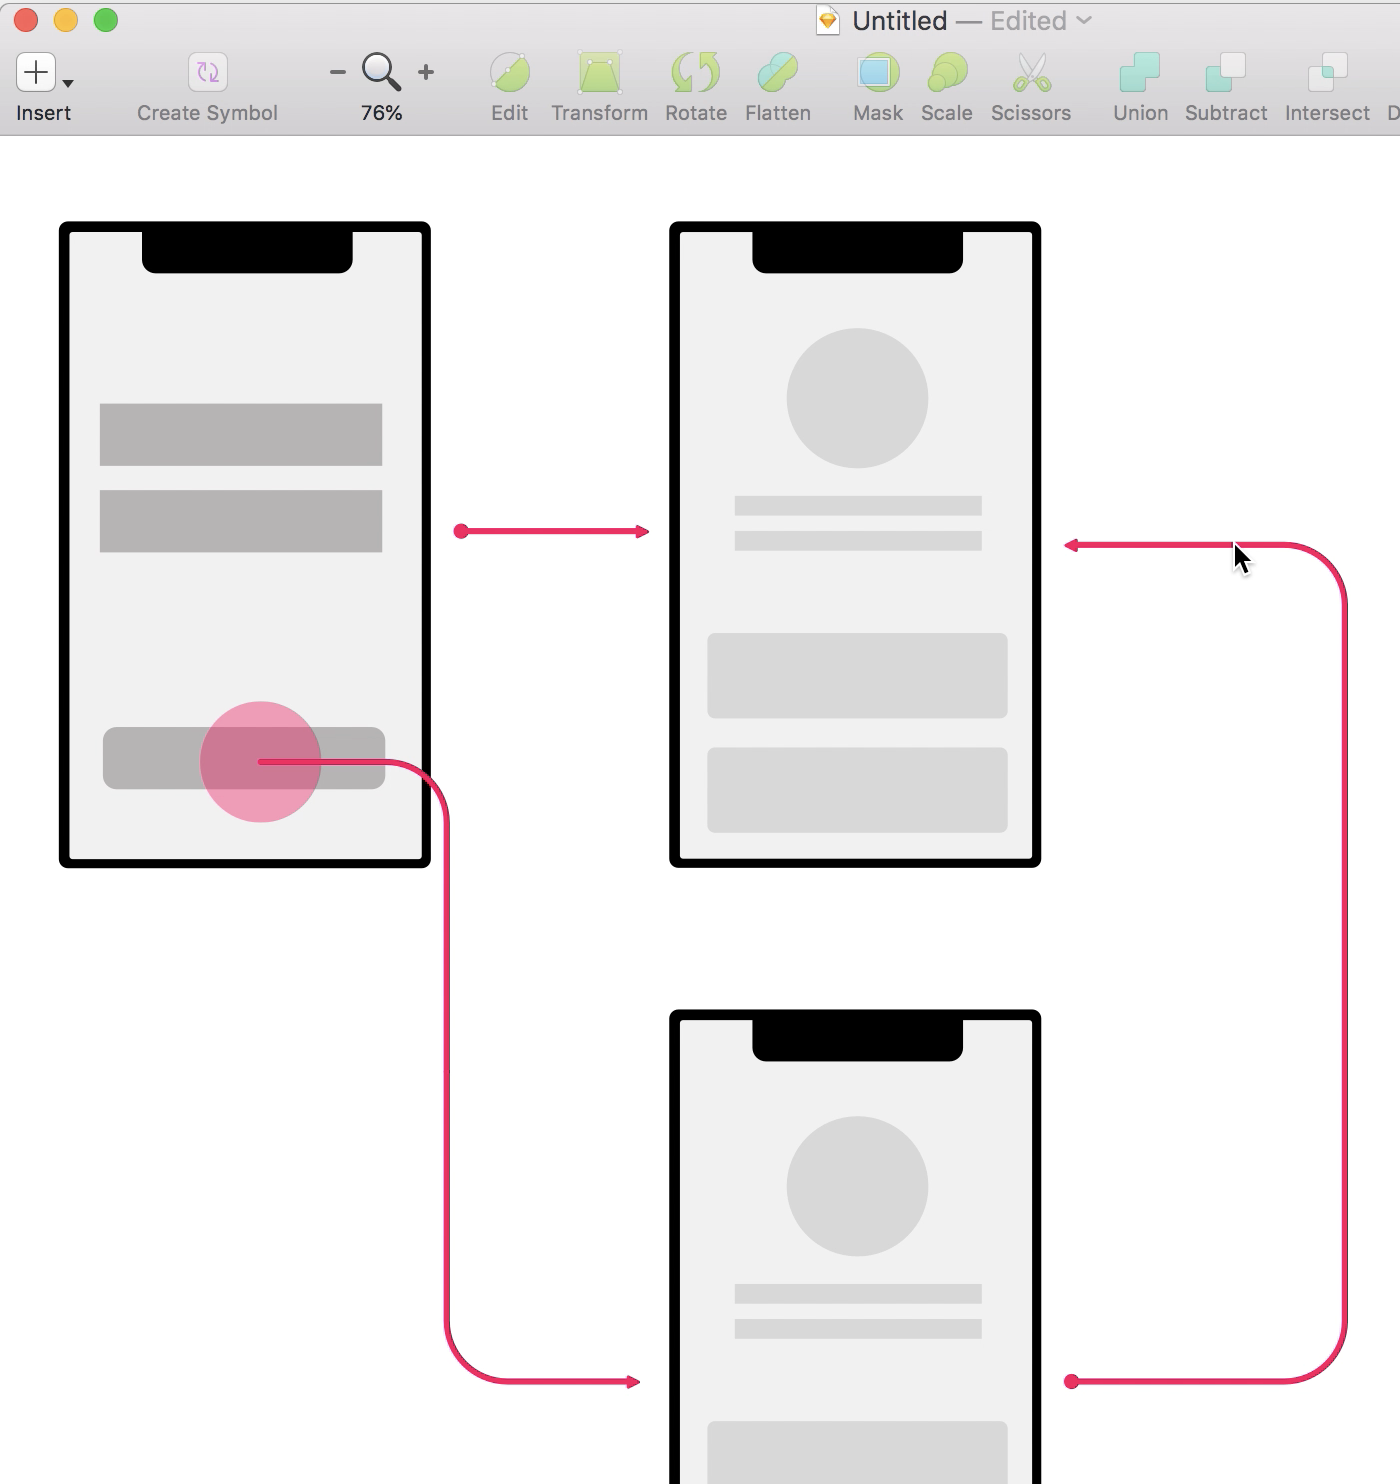 Untitled — Edited
Insert
Create Symbol
76%
Edit
Transform
Rotate
Flatten
Mask
Scale
Scissors
Union
Subtract
Intersect